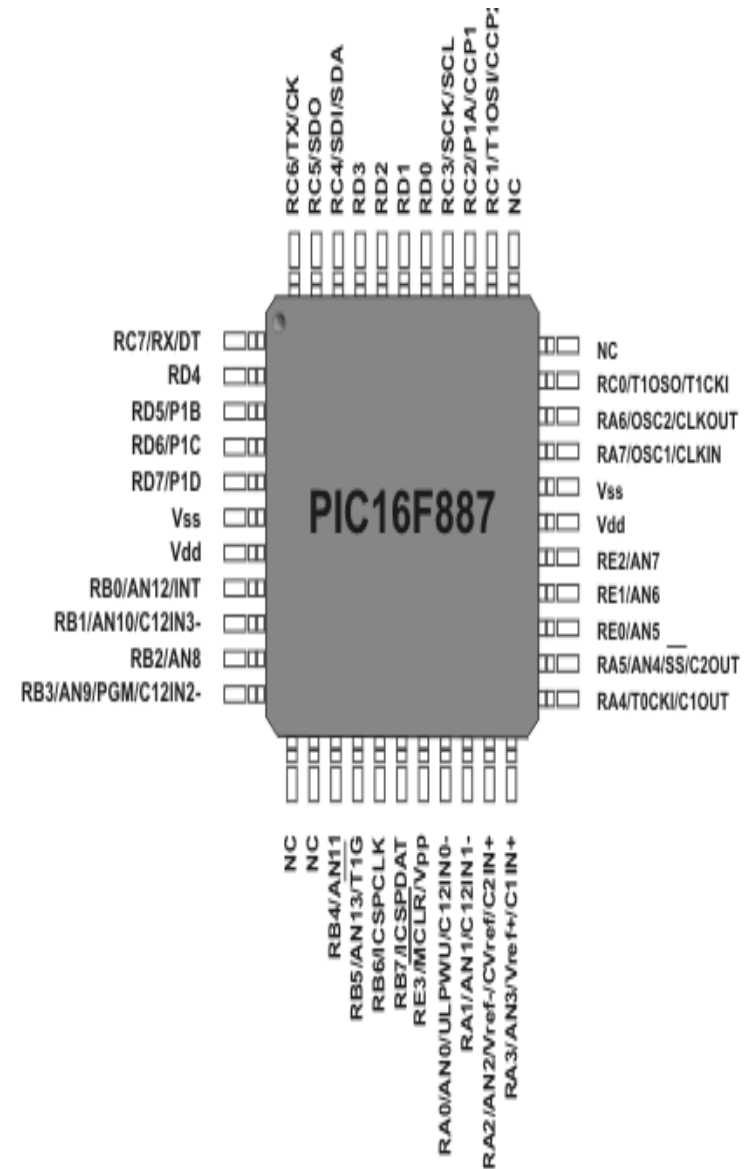 RC6/TX/CK
RC5/SDO
RC4/SDI/SDA
RD3
RD2
RD1
RD0
RC3/SCK/SCL
RC2/P1A/CCP1
RC1/T1OSI/CCP2
NC
RC7/RX/DT
RD4
RD5/P1B
RD6/P1C
RD7/P1D
Vss
Vdd
RB0/AN12/INT
RB1/AN10/C12IN3-
RB2/AN8
RB3/AN9/PGM/C12IN2-
PIC16F887
NC
RC0/T1OSO/T1CKI
RA6/OSC2/CLKOUT
RA7/OSC1/CLKIN
Vss
Vdd
RE2/AN7
RE1/AN6
RE0/AN5
RA5/AN4/SS/C2OUT
RA4/T0CKI/C1OUT
NC
NC
RB4/AN11
RB5/AN13/T1G
RB6/ICSPCLK
RB7/ICSPDAT
RE3/MCLR/Vpp
RA0/AN0/ULPWU/C12IN0-
RA1/AN1/C12IN1-
RA2/AN2/Vref-/CVref/C2IN+
RA3/AN3/Vref+/C1IN+